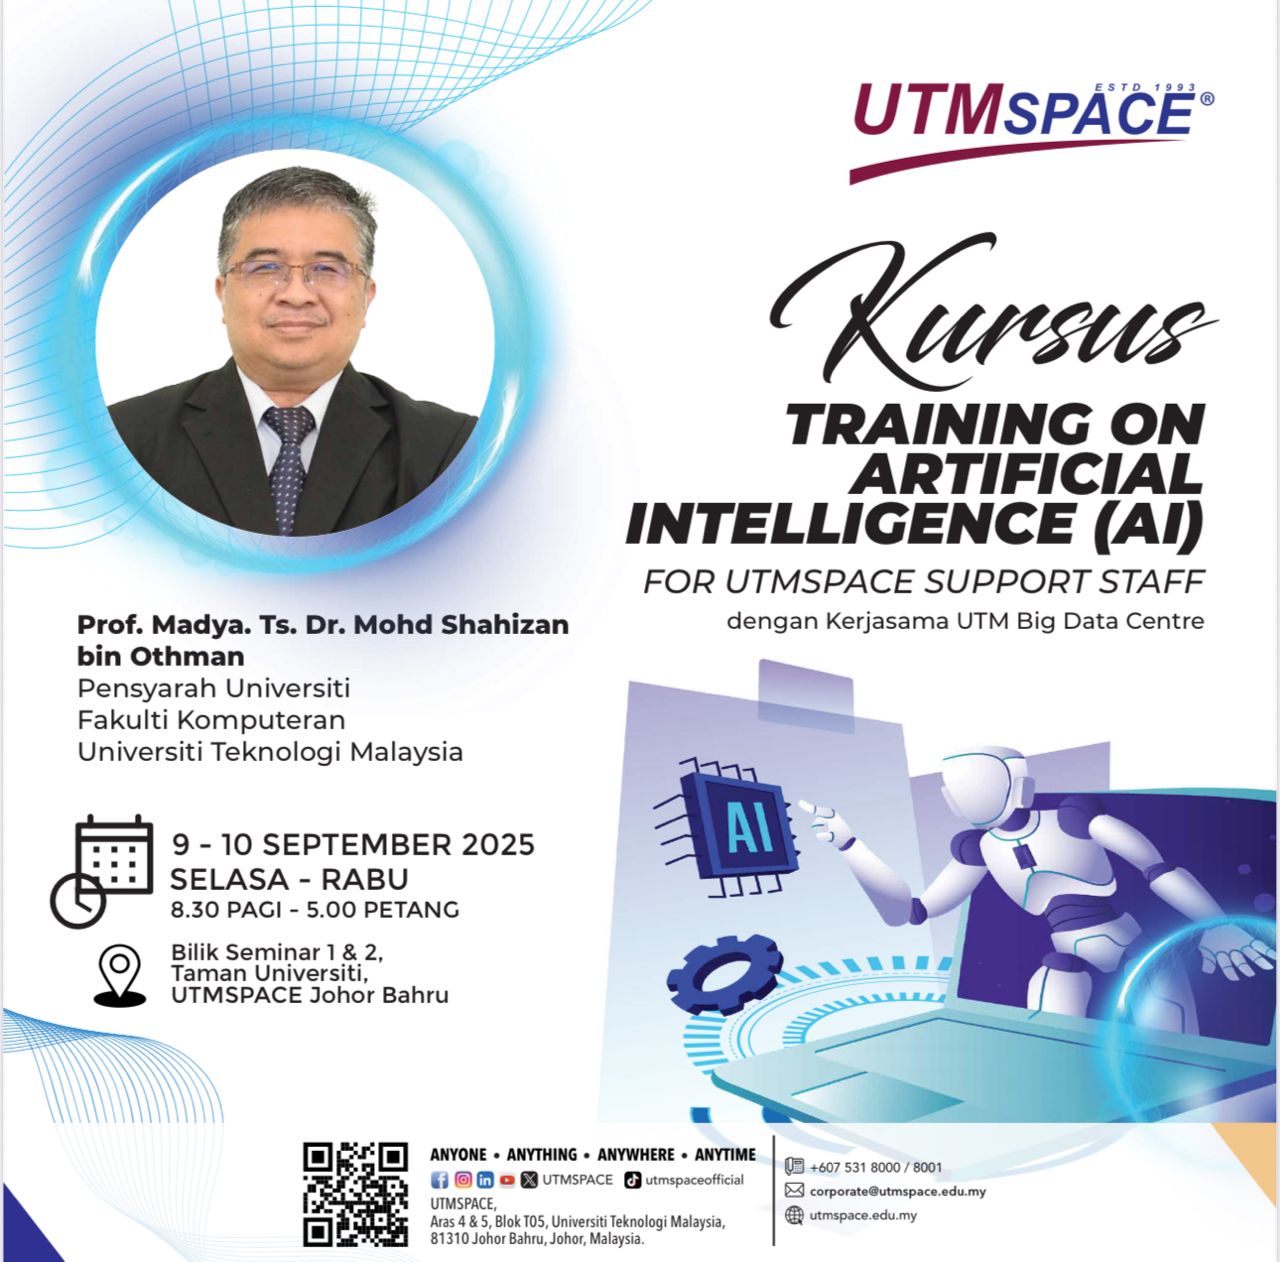 ESTD 1993
UTMSPACE®
Kursus
TRAINING ON
ARTIFICIAL
INTELLIGENCE (AI)
FOR UTMSPACE SUPPORT STAFF
dengan Kerjasama UTM Big Data Centre
Prof. Madya. Ts. Dr. Mohd Shahizan
bin Othman
Pensyarah Universiti
Fakulti Komputeran
Universiti Teknologi Malaysia
9 - 10 SEPTEMBER 2025
SELASA - RABU
8.30 PAGI - 5.00 PETANG
Bilik Seminar 1 & 2,
Taman Universiti,
UTMSPACE Johor Bahru
AI
ANYONE • ANYTHING • ANYWHERE • ANYTIME
UTMSPACE utmspaceofficial
UTMSPACE,
Aras 4 & 5, Blok T05, Universiti Teknologi Malaysia,
81310 Johor Bahru, Johor, Malaysia.
+607 531 8000 / 8001
corporate@utmspace.edu.my
utmspace.edu.my